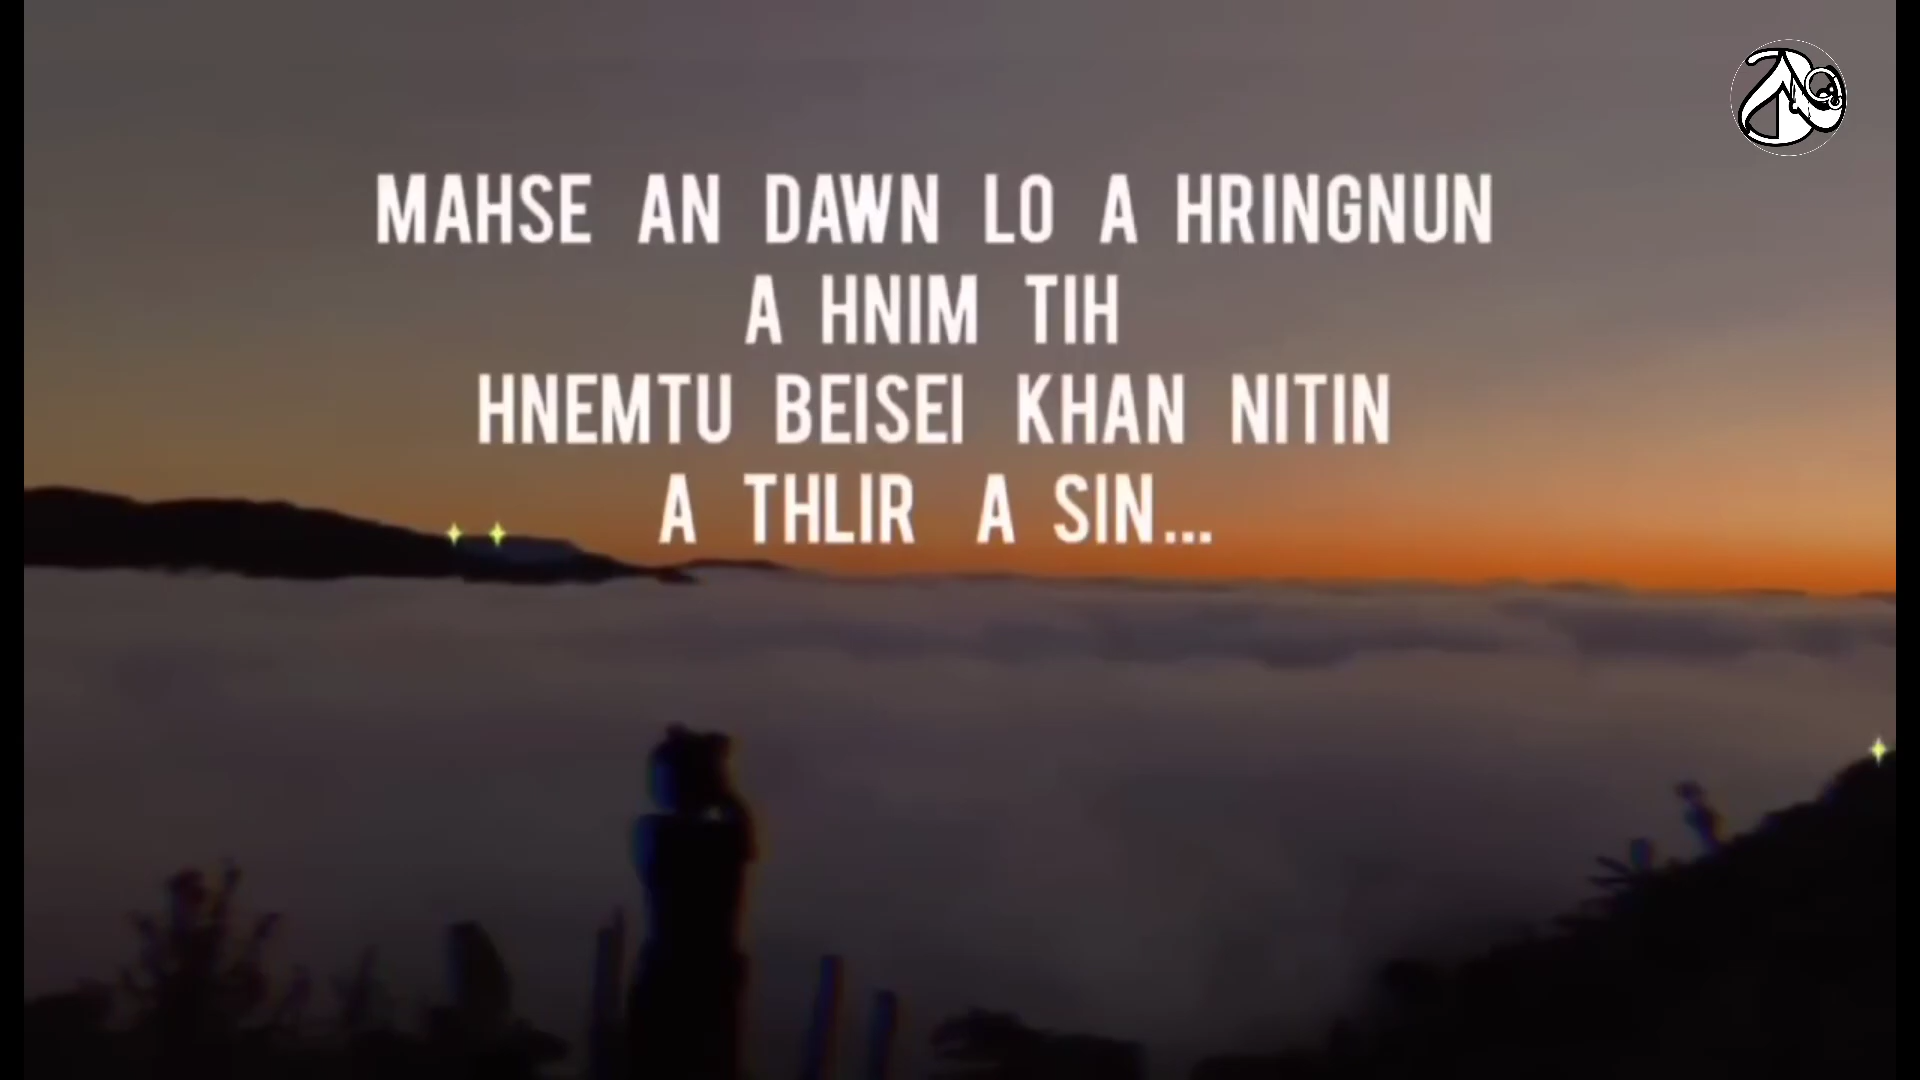 MAHSE AN DAWN LO A HRINGNUN
A HNIM TIH
HNEMTU BEISEI KHAN NITIN
A THLIR A SIN...